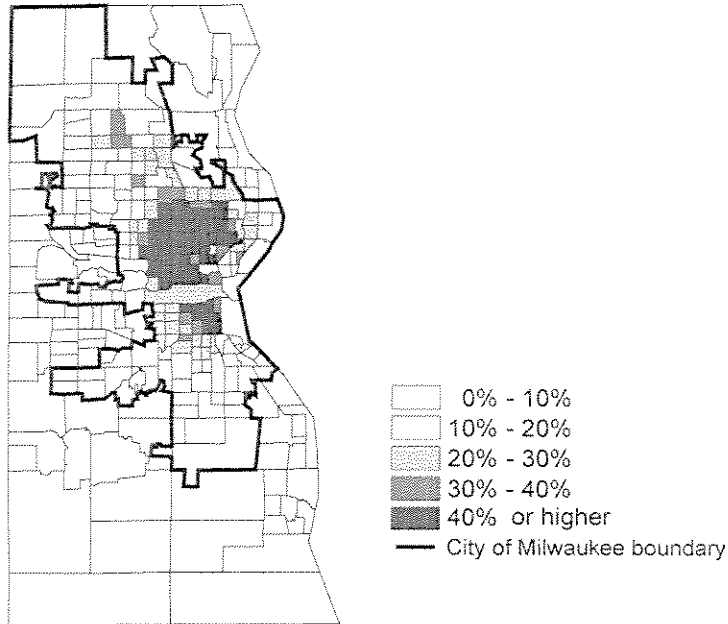 0% - 10%
10% - 20%
20% - 30%
30% - 40%
40% or higher
City of Milwaukee boundary